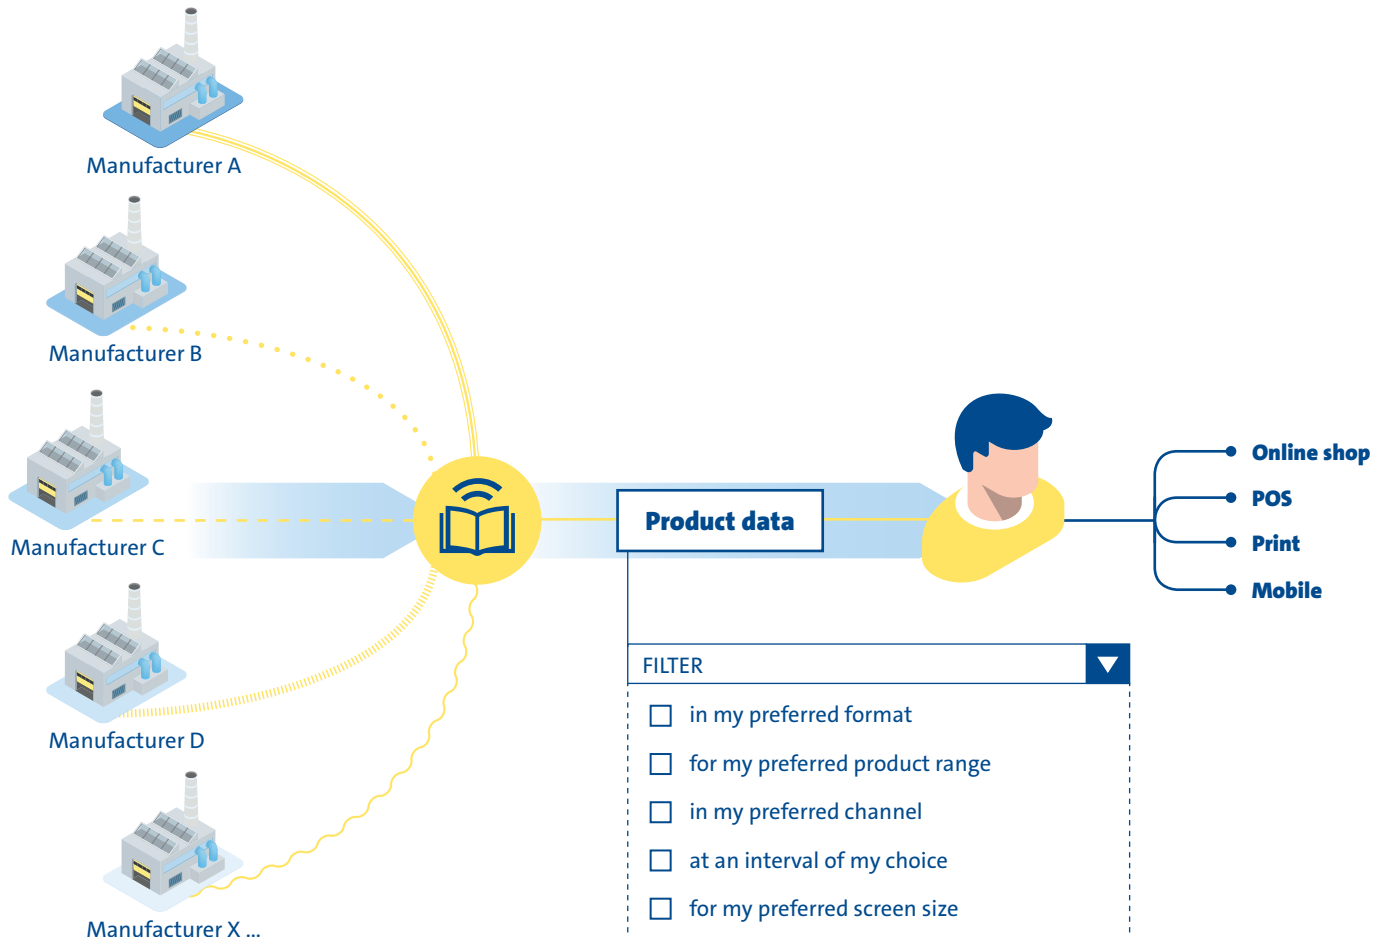 Manufacturer A
Manufacturer B
Manufacturer C
Manufacturer D
Manufacturer X ...
Product data
Online shop
POS
Print
Mobile
FILTER
in my preferred format
for my preferred product range
in my preferred channel
at an interval of my choice
for my preferred screen size